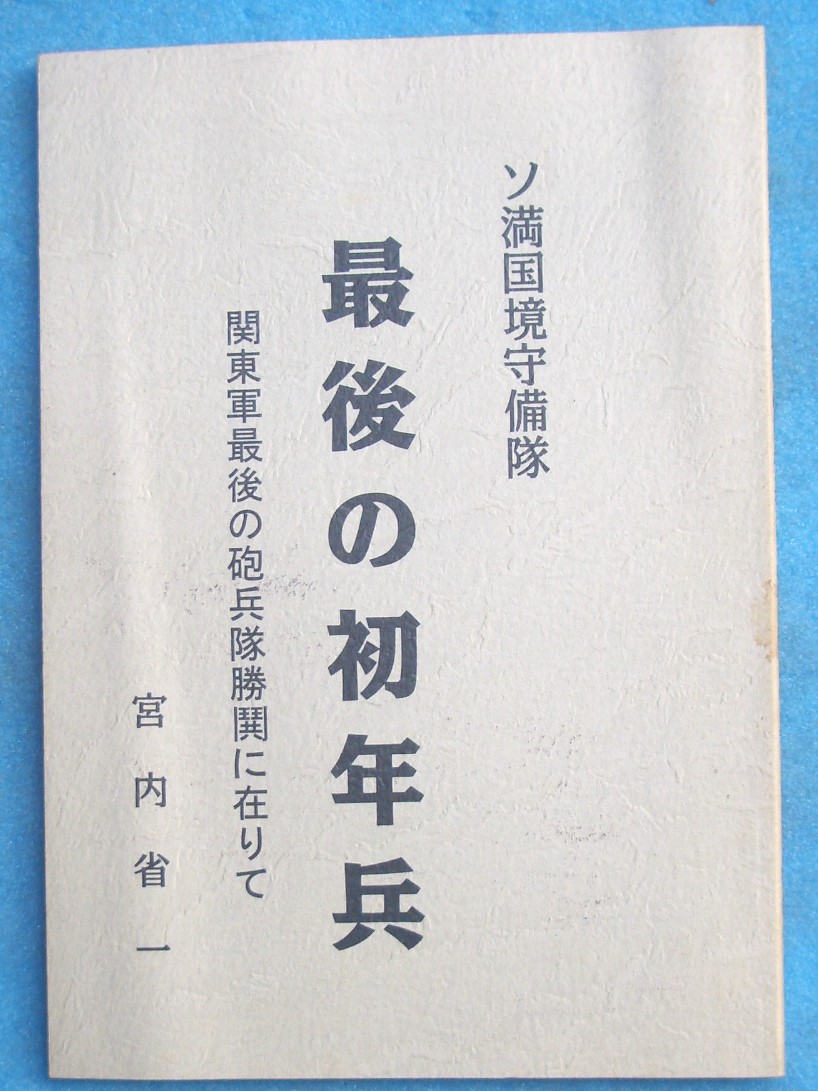 ソ満国境守備隊
最後の初年兵
関東軍最後の砲兵隊勝鬨に在りて
宮内省一